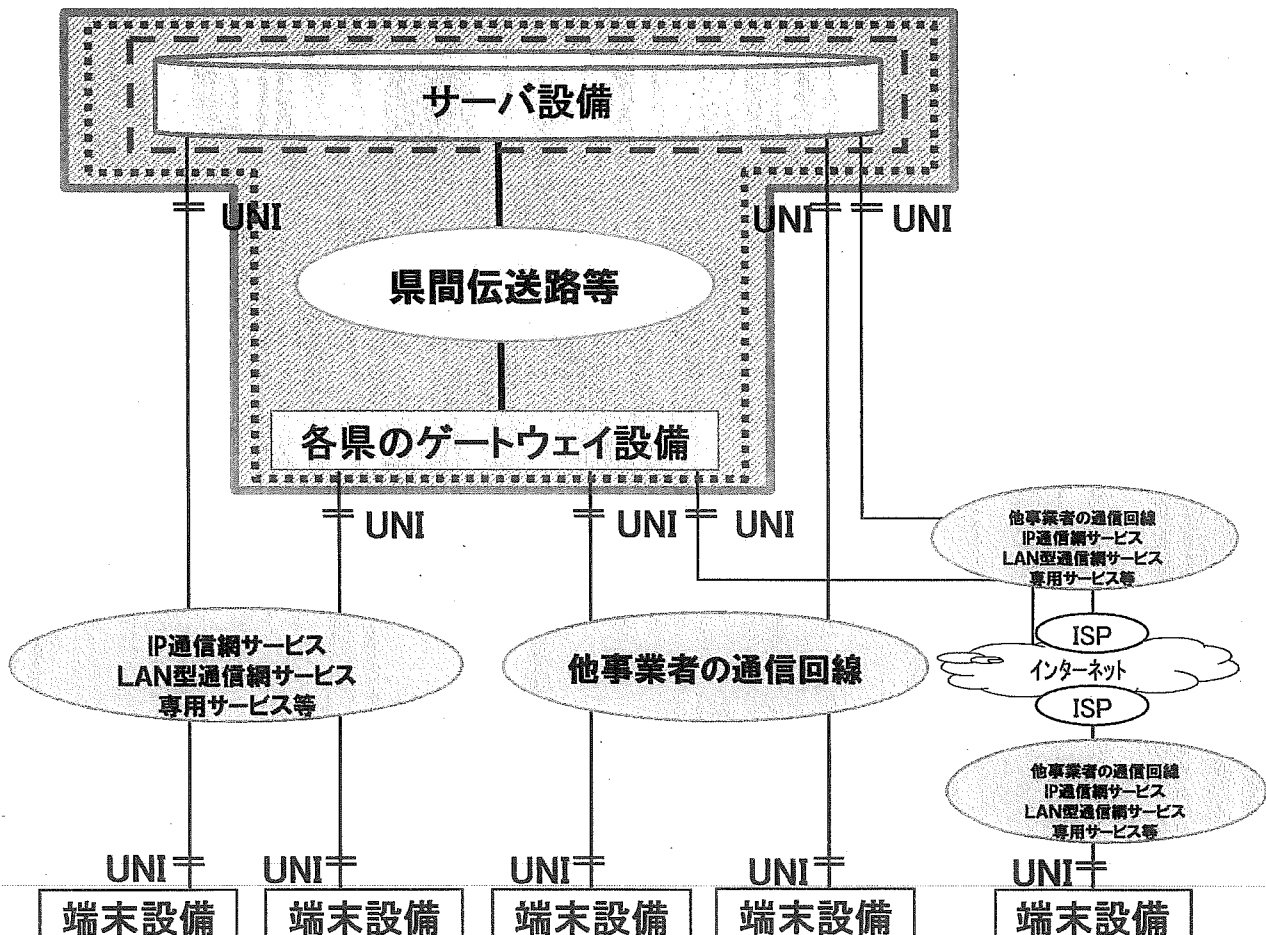 サーバ設備
UNI
UNI
UNI
県間伝送路等
各県のゲートウェイ設備
UNI
UNI
UNI
他事業者の通信回線
IP通信網サービス
LAN型通信網サービス
専用サービス等
IP通信網サービス
LAN型通信網サービス
専用サービス等
他事業者の通信回線
ISP
インターネット
ISP
他事業者の通信回線
IP通信網サービス
LAN型通信網サービス
専用サービス等
UNI
UNI
UNI
UNI
UNI
端末設備
端末設備
端末設備
端末設備
端末設備